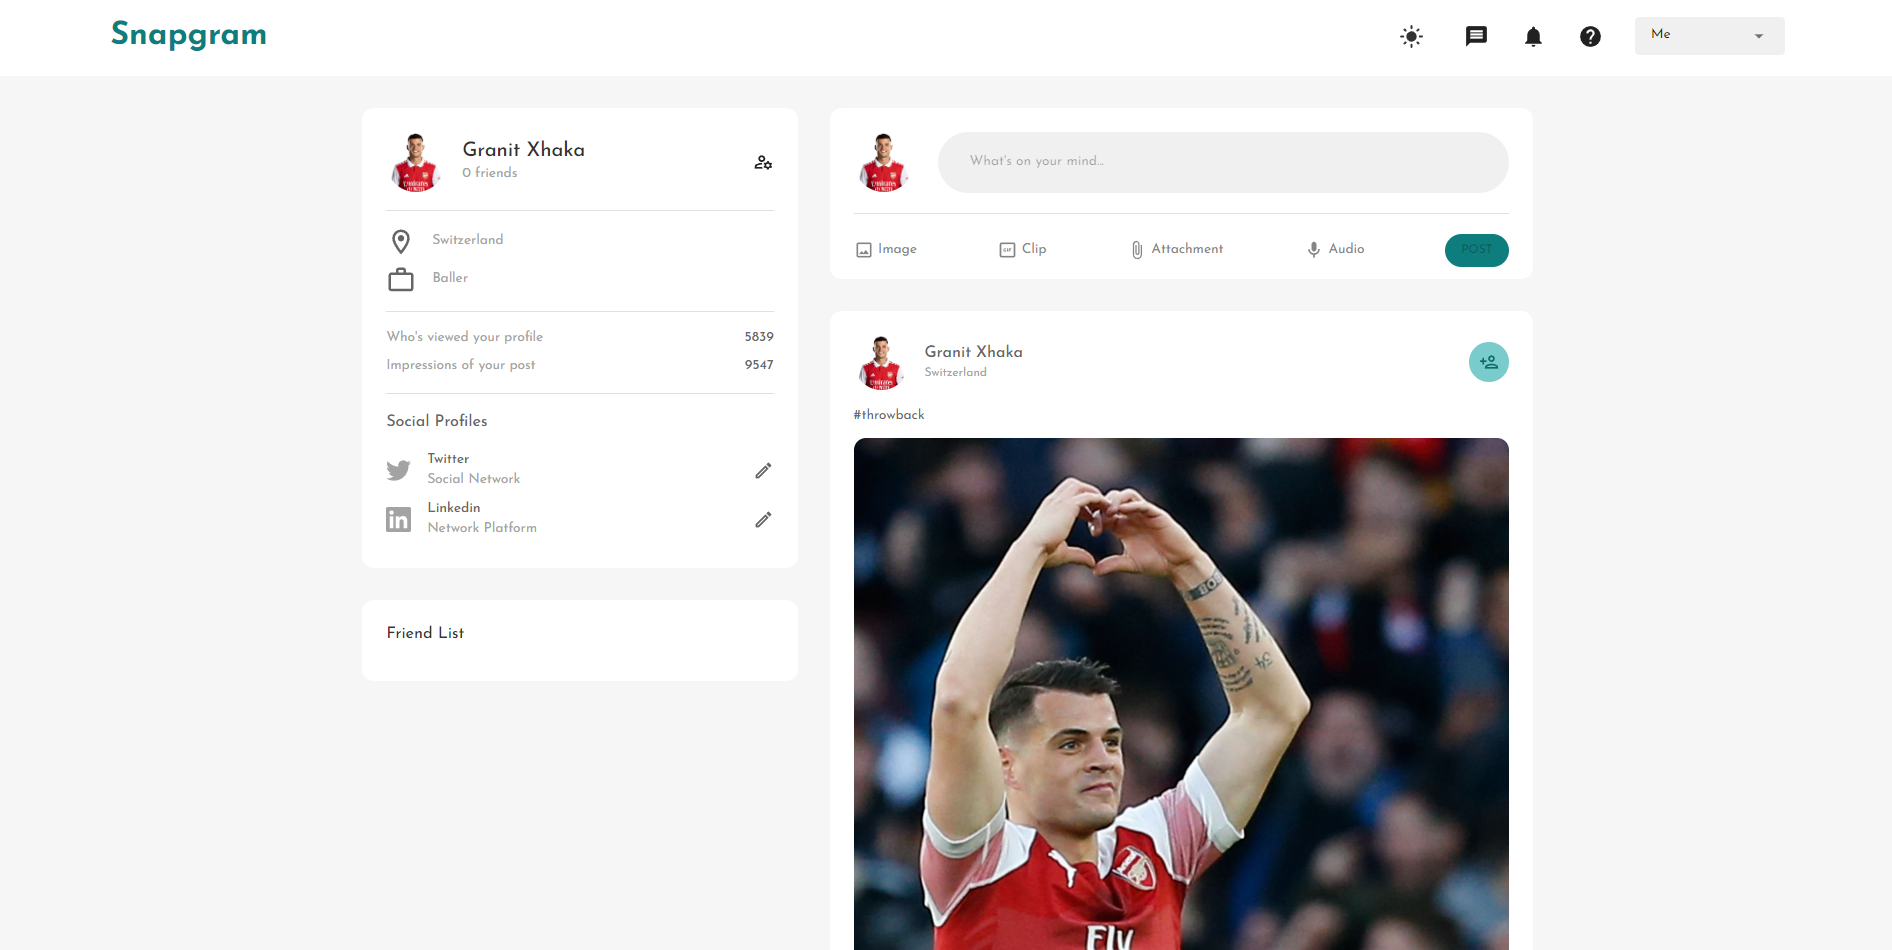 Snapgram
Me
Granit Xhaka
0 friends
Switzerland
Baller
Who's viewed your profile 5839
Impressions of your post 9547
Social Profiles
Twitter
Social Network
Linkedin
Network Platform
Friend List
What's on your mind...
Image
GIF Clip
Attachment
Audio
POST
Granit Xhaka
Switzerland
#throwback
Fly